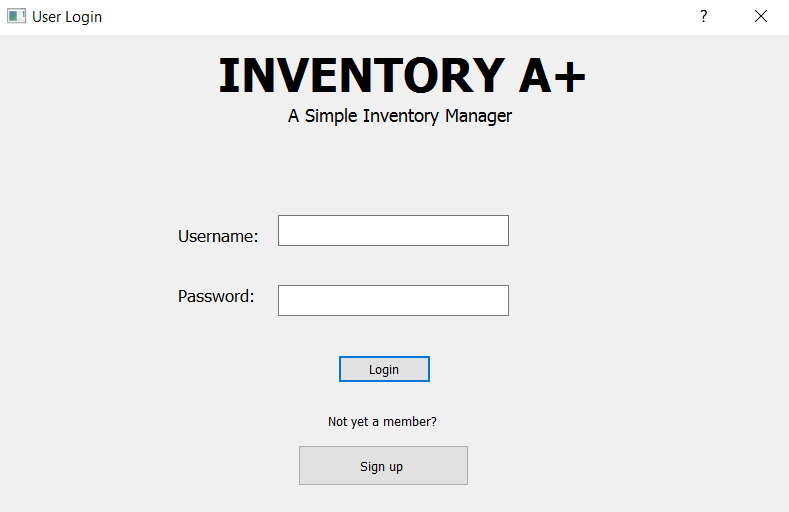 User Login
?
INVENTORY A+
A Simple Inventory Manager
Username:
Password:
Login
Not yet a member?
Sign up